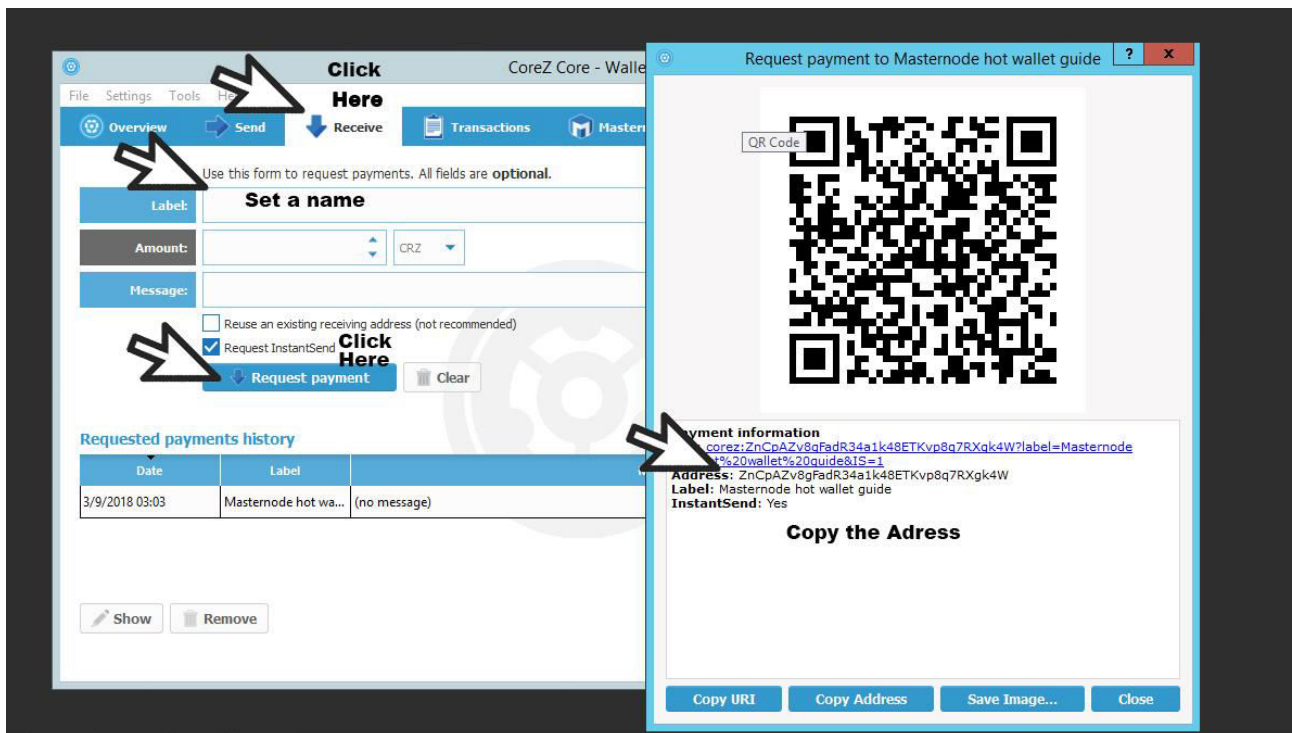 Click
Here
CoreZ Core - Walle
File Settings Tools He
Overview Send Receive Transactions Mastern
Use this form to request payments. All fields are optional.
Label: Set a name
Amount: CRZ
Message:
Reuse an existing receiving address (not recommended)
Request InstantSend Click
Here
Request payment Clear
Requested payments history
Date Label
3/9/2018 03:03 Masternode hot wa... (no message)
Show Remove
Request payment to Masternode hot wallet guide ? X
QR Code
yment information
corez:ZnCpAZv8gFadR34a1k48ETKvp8q7RXgk4W?label=Masternode
t%20wallet%20guide&IS=1
Address: ZnCpAZv8gFadR34a1k48ETKvp8q7RXgk4W
Label: Masternode hot wallet guide
InstantSend: Yes
Copy the Adress
Copy URI Copy Address Save Image... Close